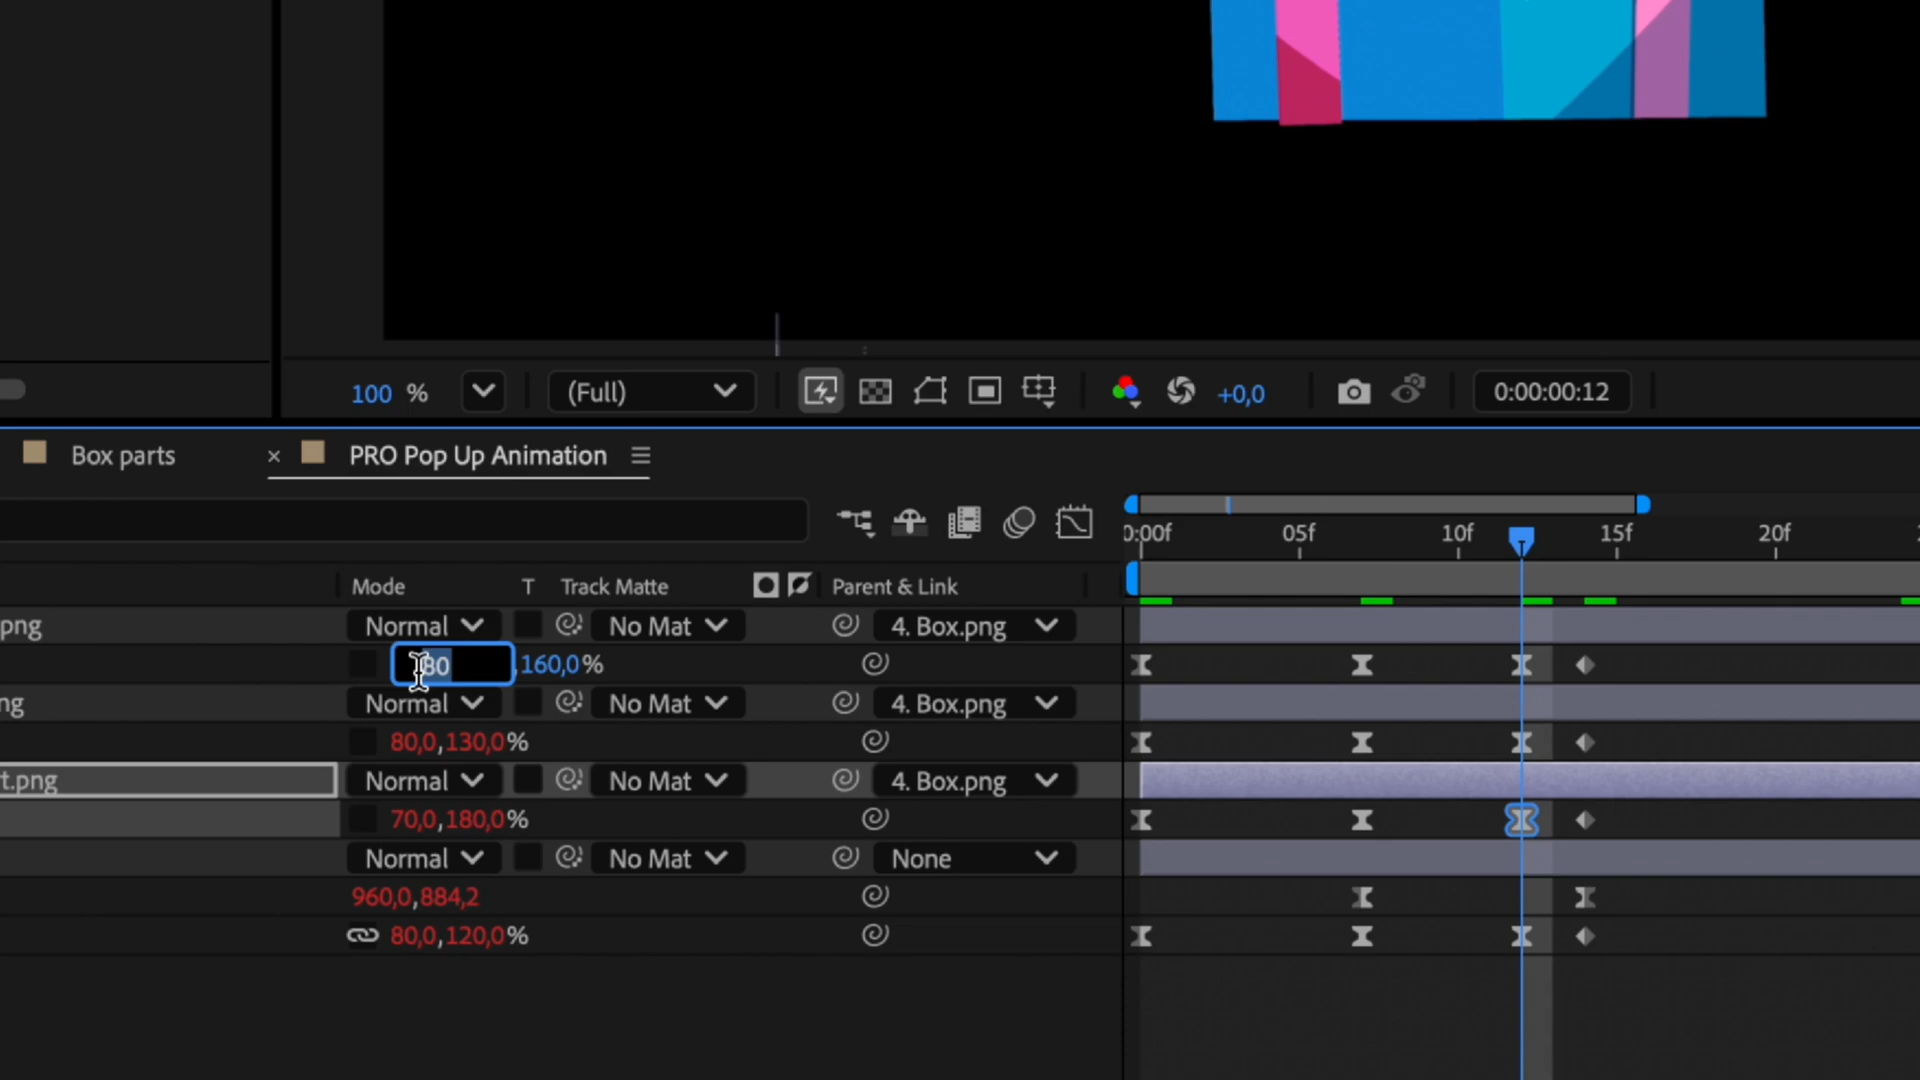 100 % (Full) +0,0 0:00:00:12
Box parts × PRO Pop Up Animation
0:00f 05f 10f 15f 20f
Mode T Track Matte Parent & Link
png Normal No Mat 4. Box.png
80 ,160,0%
ng Normal No Mat 4. Box.png
80,0,130,0%
t.png Normal No Mat 4. Box.png
70,0,180,0%
Normal No Mat None
960,0,884,2
80,0,120,0%